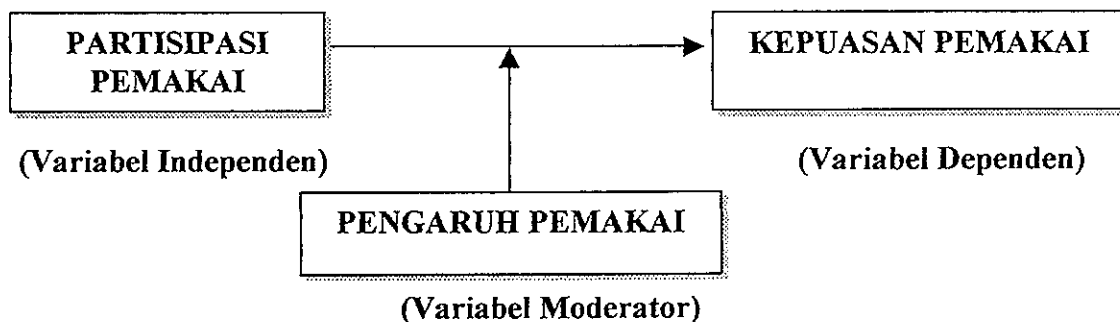 PARTISIPASI
PEMAKAI
(Variabel Independen)
KEPUASAN PEMAKAI
(Variabel Dependen)
PENGARUH PEMAKAI
(Variabel Moderator)